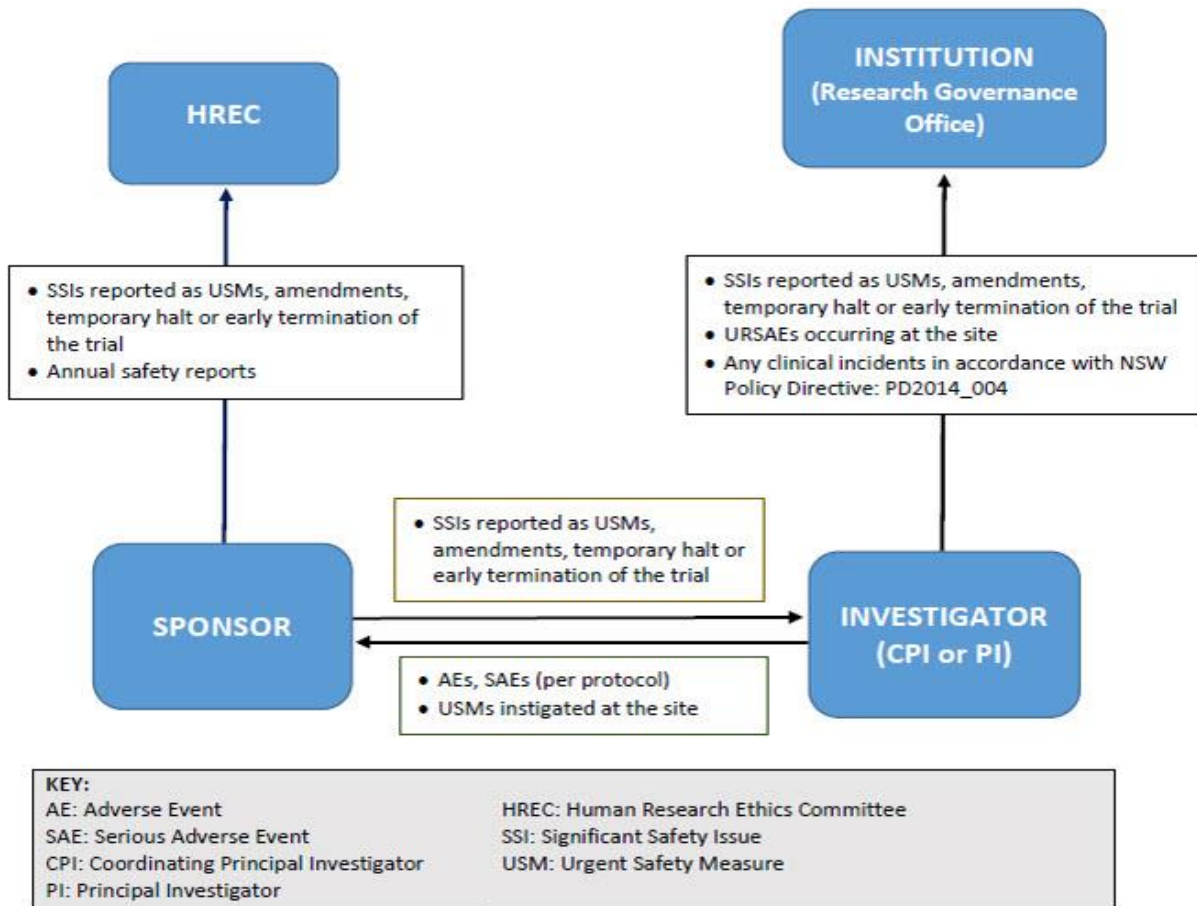 HREC
INSTITUTION
(Research Governance
Office)
• SSIs reported as USMs, amendments,
temporary halt or early termination of
the trial
• Annual safety reports
• SSIs reported as USMs, amendments,
temporary halt or early termination of the trial
• URSAEs occurring at the site
• Any clinical incidents in accordance with NSW
Policy Directive: PD2014_004
• SSIs reported as USMs,
amendments, temporary halt or
early termination of the trial
SPONSOR
INVESTIGATOR
(CPI or PI)
• AEs, SAEs (per protocol)
• USMs instigated at the site
KEY:
AE: Adverse Event
SAE: Serious Adverse Event
CPI: Coordinating Principal Investigator
PI: Principal Investigator
HREC: Human Research Ethics Committee
SSI: Significant Safety Issue
USM: Urgent Safety Measure